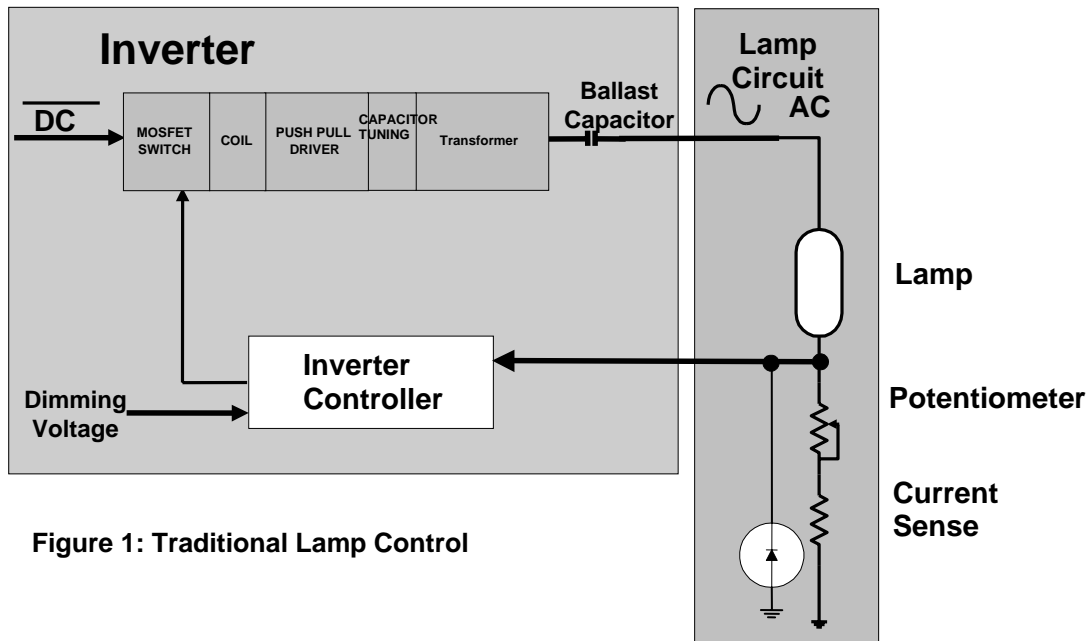 Inverter
DC
MOSFET
SWITCH
COIL
PUSH PULL
DRIVER
CAPACITOR
TUNING
Transformer
Ballast
Capacitor
Lamp
Circuit
AC
Lamp
Inverter
Controller
Dimming
Voltage
Potentiometer
Current
Sense
Figure 1: Traditional Lamp Control